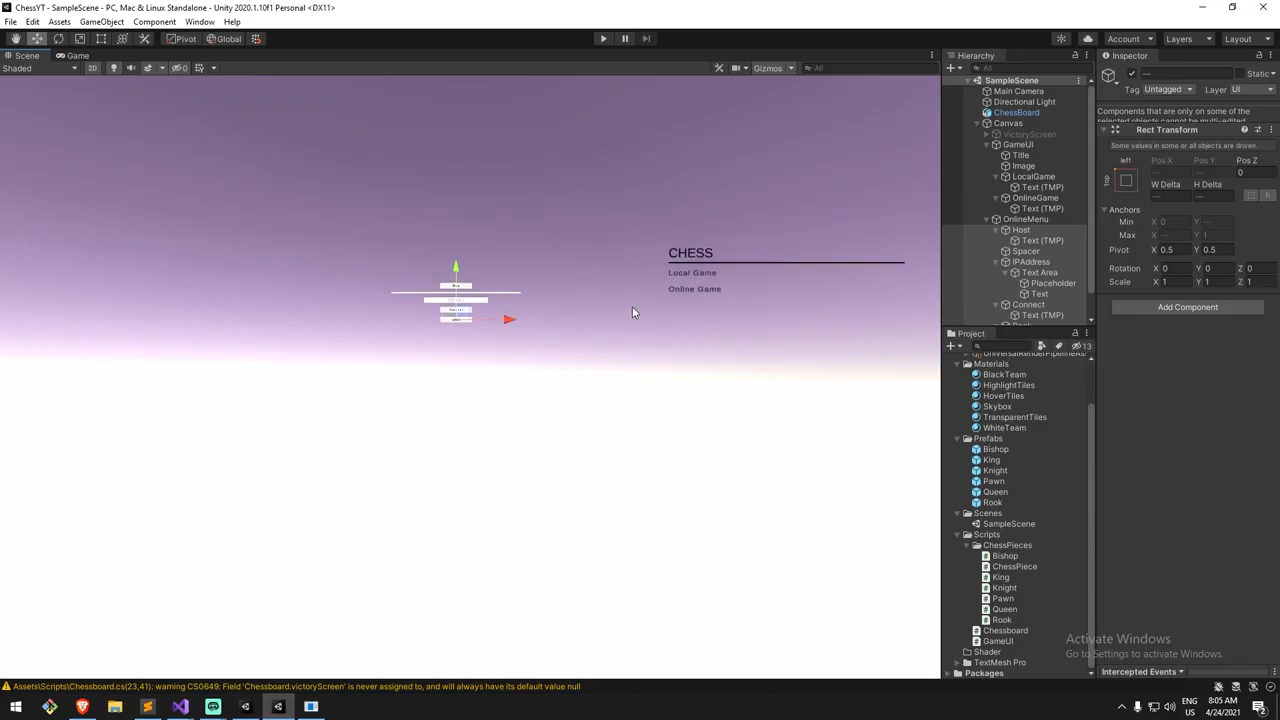 ChessYT - SampleScene - PC, Mac & Linux Standalone - Unity 2020.1.10f1 Personal <DX11>
File Edit Assets GameObject Component Window Help
Pivot Global Account Layers Layout
Scene Game
Shaded 2D 0 Gizmos All
CHESS
Local Game
Online Game
Hierarchy
All
SampleScene
Main Camera
Directional Light
ChessBoard
Canvas
VictoryScreen
GameUI
Title
Image
LocalGame
Text (TMP)
OnlineGame
Text (TMP)
OnlineMenu
Host
Text (TMP)
Spacer
IPAddress
Text Area
Placeholder
Text
Connect
Text (TMP)
Project
13
Materials
BlackTeam
HighlightTiles
HoverTiles
Skybox
TransparentTiles
WhiteTeam
Prefabs
Bishop
King
Knight
Pawn
Queen
Rook
Scenes
SampleScene
Scripts
ChessPieces
Bishop
ChessPiece
King
Knight
Pawn
Queen
Rook
Chessboard
GameUI
Shader
TextMesh Pro
Packages
Inspector
— Static
Tag Untagged Layer UI
Components that are only on some of the
selected objects cannot be multi-edited.
Rect Transform
Some values in some or all objects are driven.
left Pos X Pos Y Pos Z
top — — 0
W Delta H Delta
— — R
Anchors
Min X 0 Y —
Max X — Y 1
Pivot X 0.5 Y 0.5
Rotation X 0 Y 0 Z 0
Scale X 1 Y 1 Z 1
Add Component
Activate Windows
Go to Settings to activate Windows.
Intercepted Events
Assets\Scripts\Chessboard.cs(23,41): warning CS0649: Field 'Chessboard.victoryScreen' is never assigned to, and will always have its default value null
ENG 8:05 AM
US 4/24/2021
2